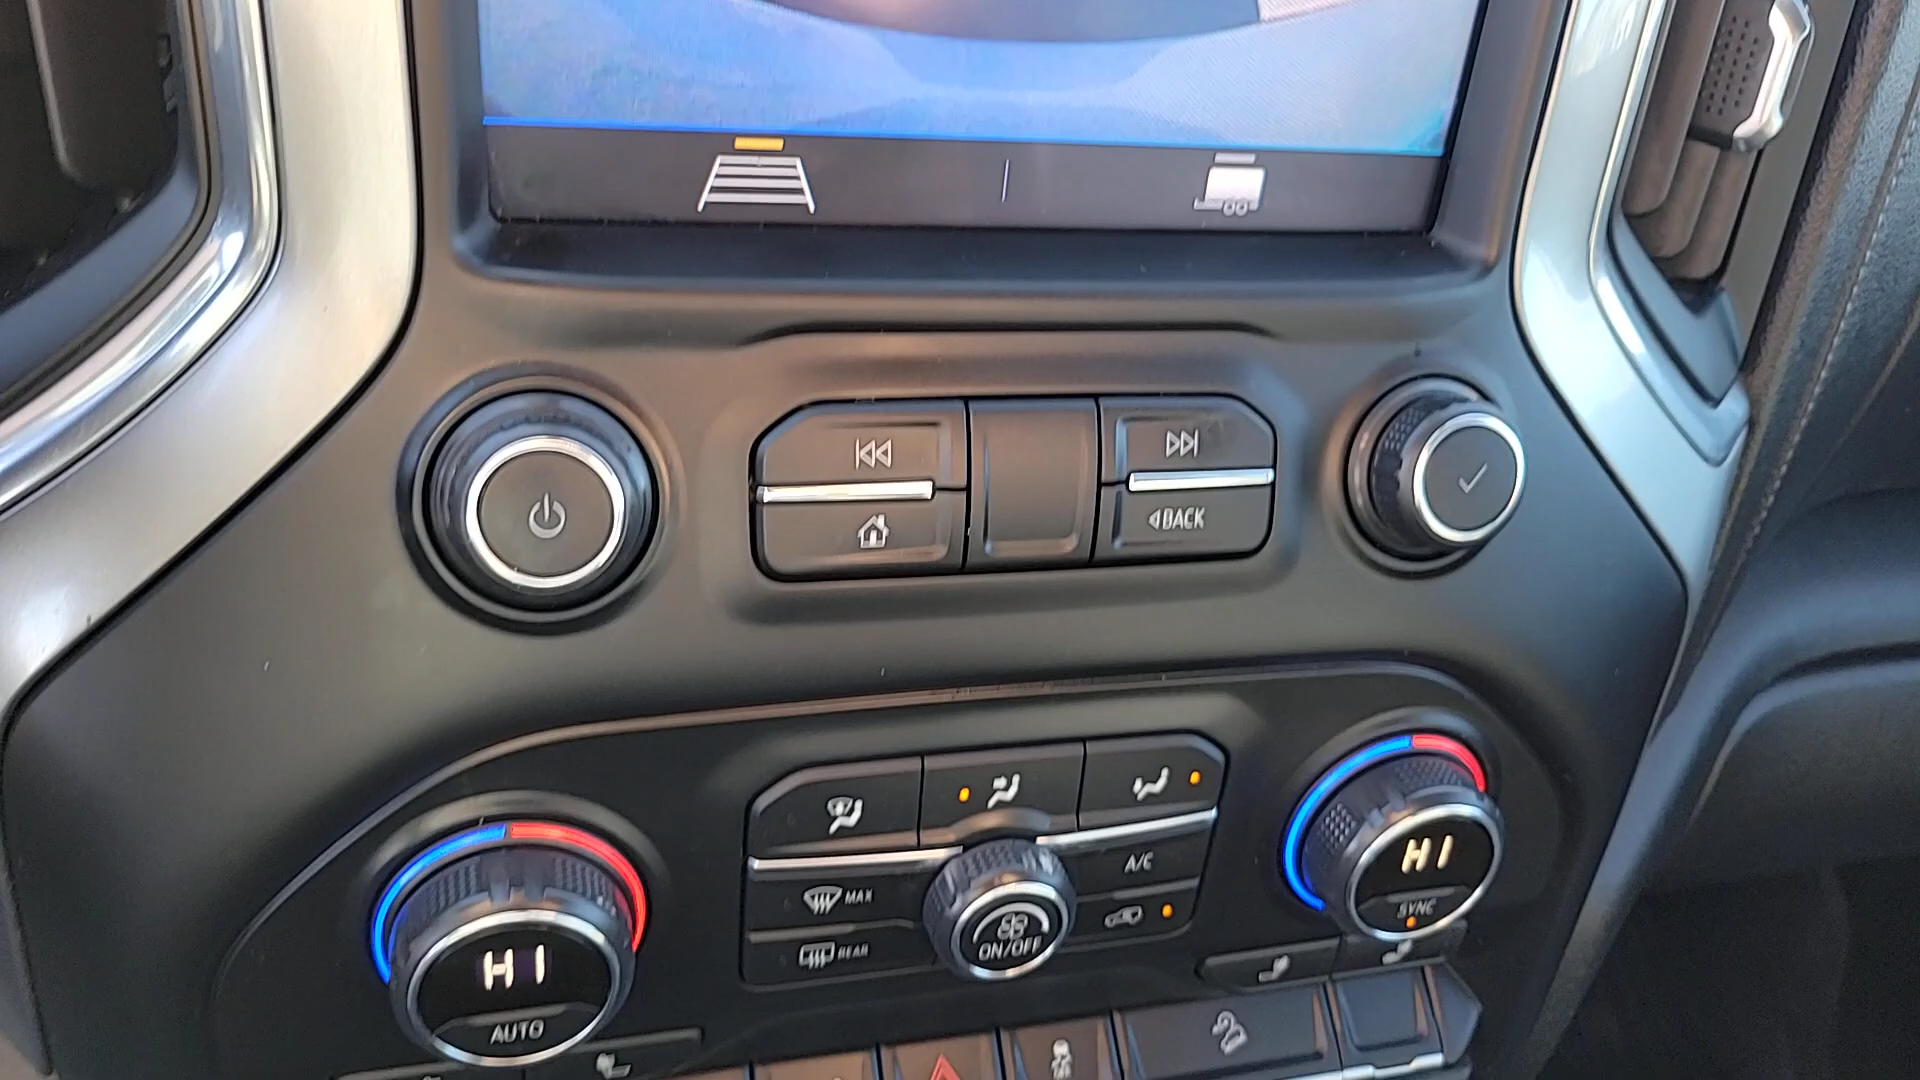 BACK
MAX
A/C
REAR
ON/OFF
HI
SYNC
HI
AUTO